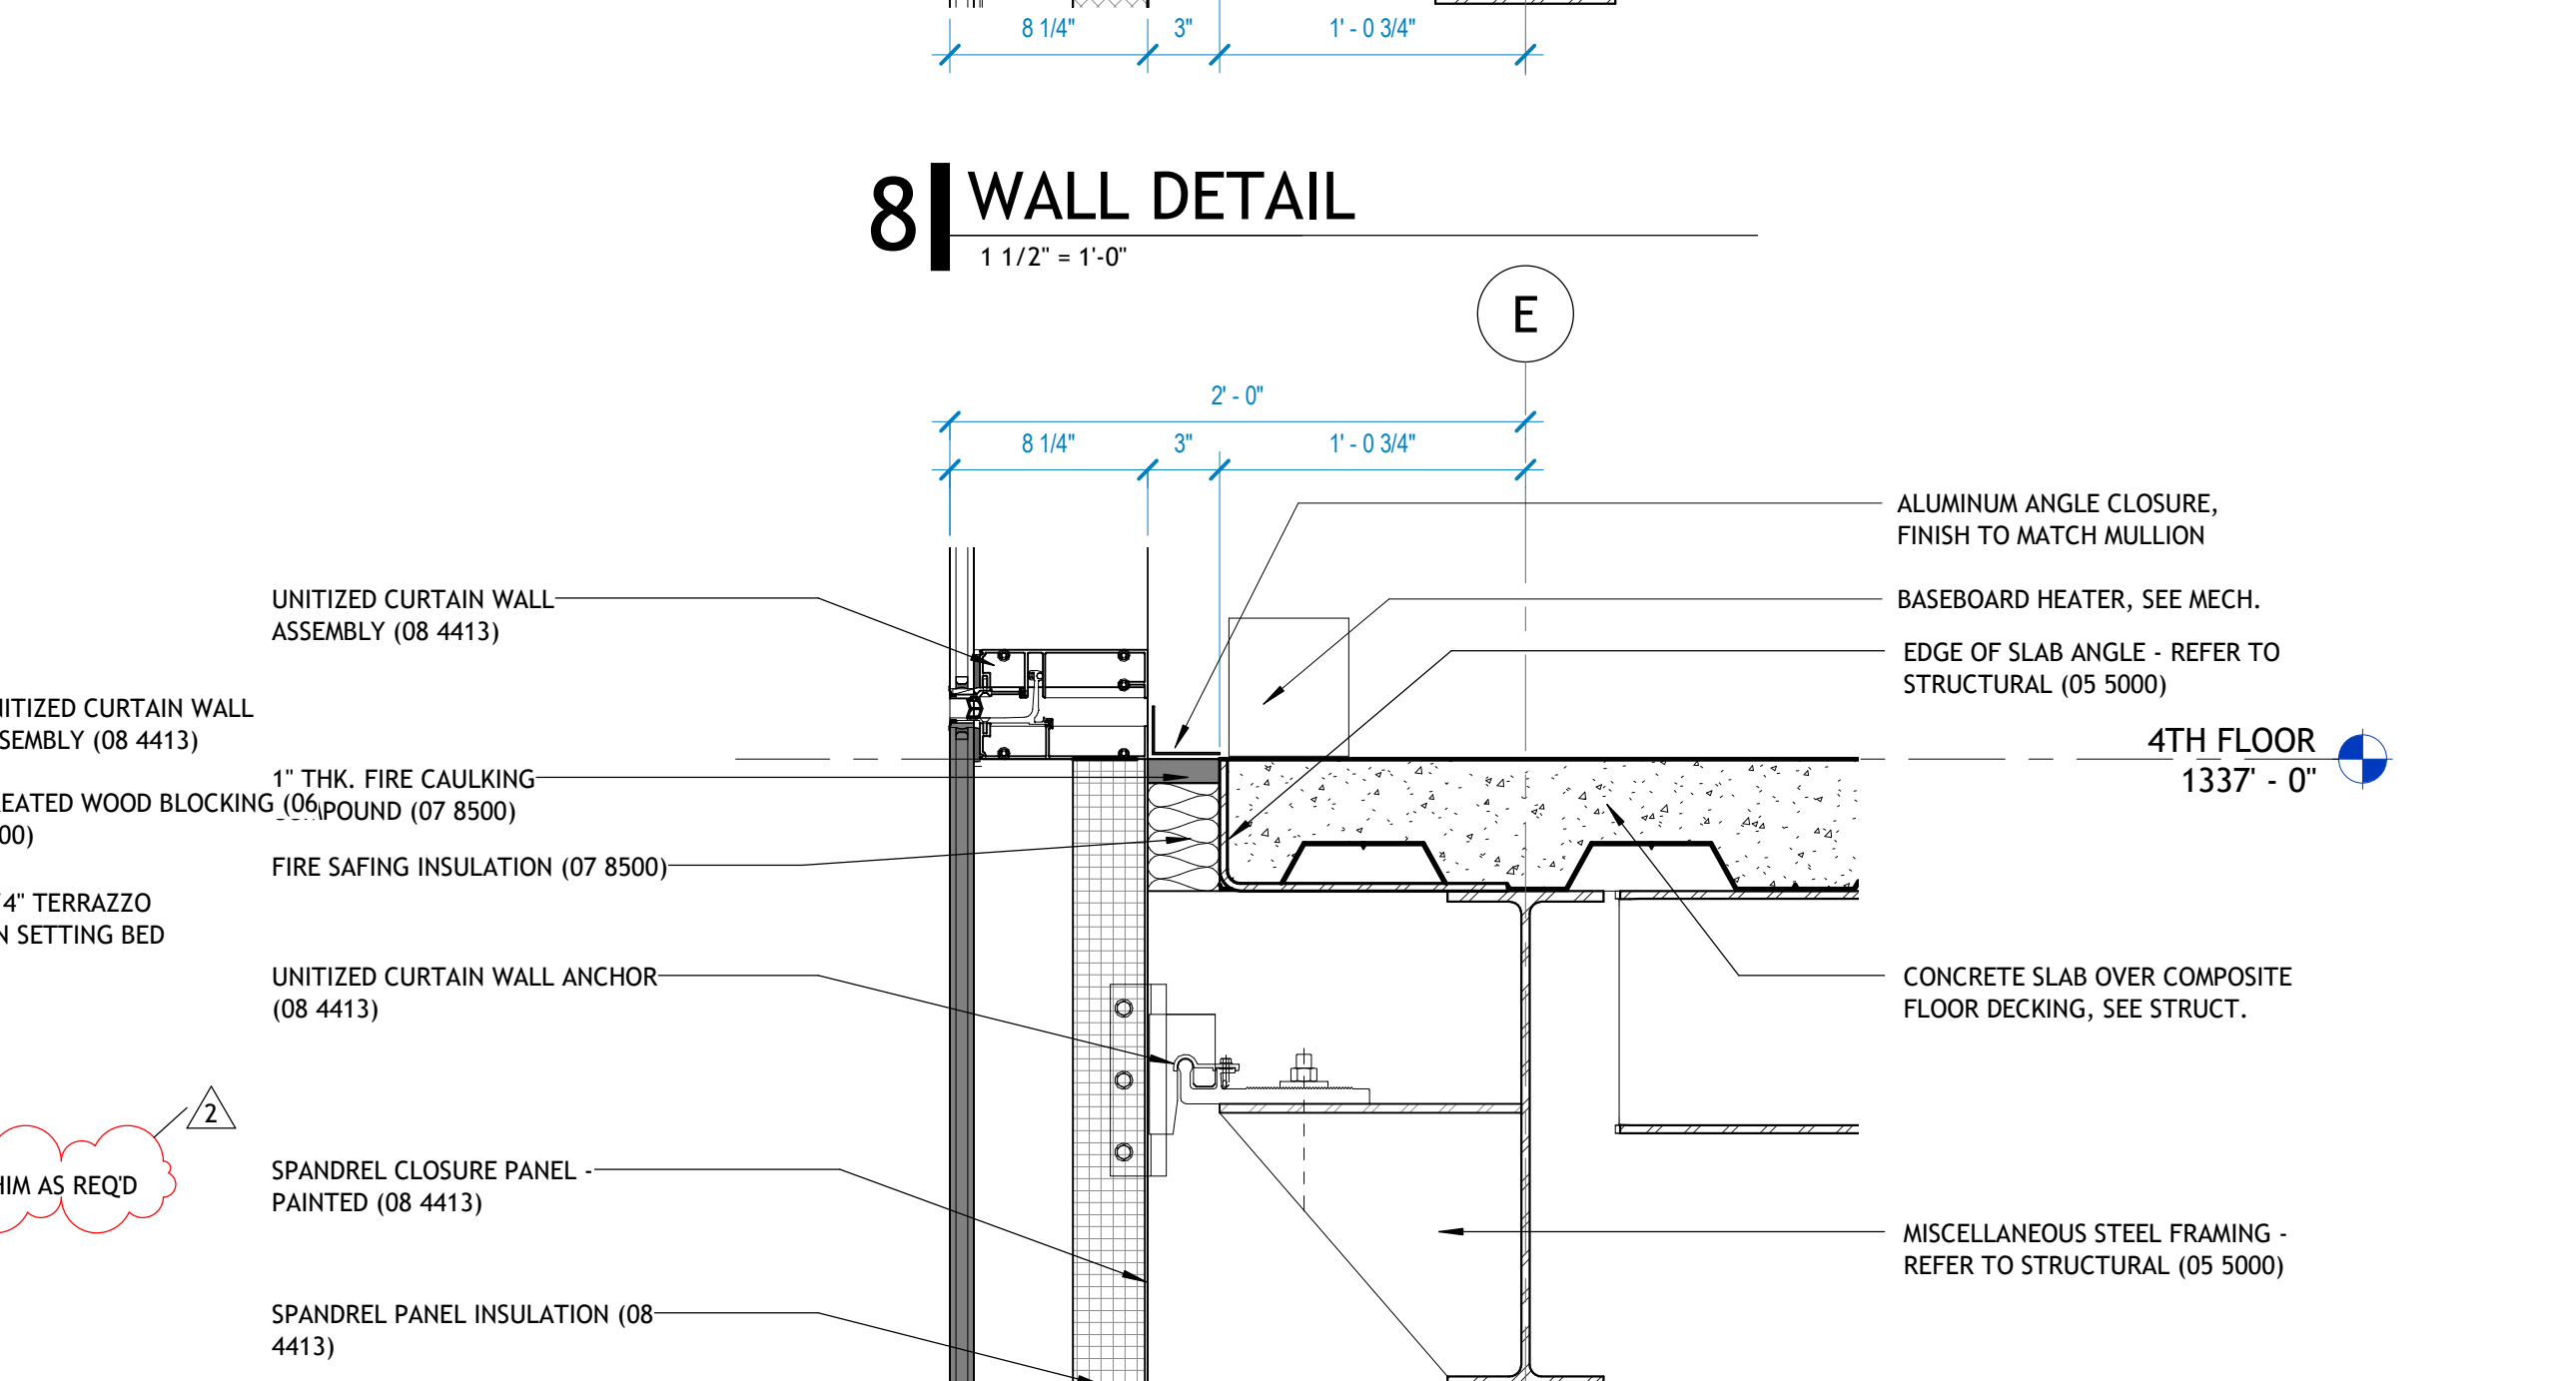 8 1/4"
3"
1' - 0 3/4"
8
WALL DETAIL
1 1/2" = 1'-0"
E
2' - 0"
8 1/4"
3"
1' - 0 3/4"
UNITIZED CURTAIN WALL
ASSEMBLY (08 4413)
1" THK. FIRE CAULKING
POUND (07 8500)
FIRE SAFING INSULATION (07 8500)
UNITIZED CURTAIN WALL ANCHOR
(08 4413)
SPANDREL CLOSURE PANEL -
PAINTED (08 4413)
SPANDREL PANEL INSULATION (08
4413)
ITIZED CURTAIN WALL
SEMBLY (08 4413)
EATED WOOD BLOCKING (06
00)
4" TERRAZZO
N SETTING BED
2
HIM AS REQ'D
ALUMINUM ANGLE CLOSURE,
FINISH TO MATCH MULLION
BASEBOARD HEATER, SEE MECH.
EDGE OF SLAB ANGLE - REFER TO
STRUCTURAL (05 5000)
4TH FLOOR
1337' - 0"
CONCRETE SLAB OVER COMPOSITE
FLOOR DECKING, SEE STRUCT.
MISCELLANEOUS STEEL FRAMING -
REFER TO STRUCTURAL (05 5000)